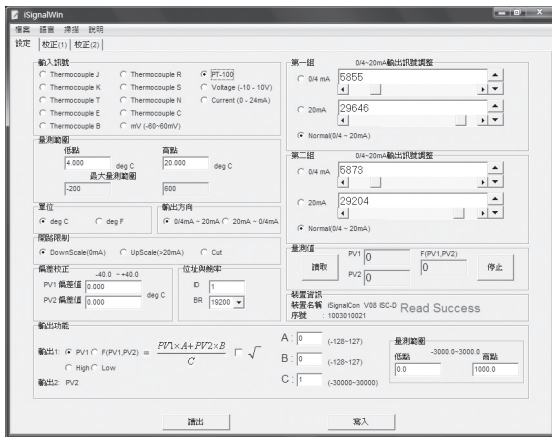 iSignalWin
檔案 語言 掃描 說明
設定 校正(1) 校正(2)
輸入訊號
Thermocouple J Thermocouple R PT-100
Thermocouple K Thermocouple S Voltage (-10 - 10V)
Thermocouple T Thermocouple N Current (0 - 24mA)
Thermocouple E Thermocouple C
Thermocouple B mV (-60~60mV)
量測範圍
低點 高點
4.000 deg C 20.000 deg C
最大量測範圍
-200 600
單位
deg C deg F
輸出方向
0/4mA ~ 20mA 20mA ~ 0/4mA
開路限制
DownScale(0mA) UpScale(>20mA) Cut
偏差校正
-40.0 ~ +40.0
PV1 偏差值 0.000
deg C
PV2 偏差值 0.000
位址與鮑率
ID 1
BR 19200
第一組 0/4~20mA輸出訊號調整
0/4 mA 5855
20mA 29646
Normal(0/4 ~ 20mA)
第二組 0/4~20mA輸出訊號調整
0/4 mA 5873
20mA 29204
Normal(0/4 ~ 20mA)
量測值
讀取 PV1 0 F(PV1,PV2) 停止
PV2 0 0
裝置資訊
裝置名稱 iSignalCon V08 ISC-D Read Success
序號 : 1003010021
輸出功能
輸出1: PV1 F(PV1,PV2) = PV1×A+PV2×B / C √
High Low
輸出2: PV2
A : 0 (-128~127)
B : 0 (-128~127)
C : 1 (-30000~30000)
量測範圍
-3000.0~3000.0
低點 高點
0.0 1000.0
讀出 寫入